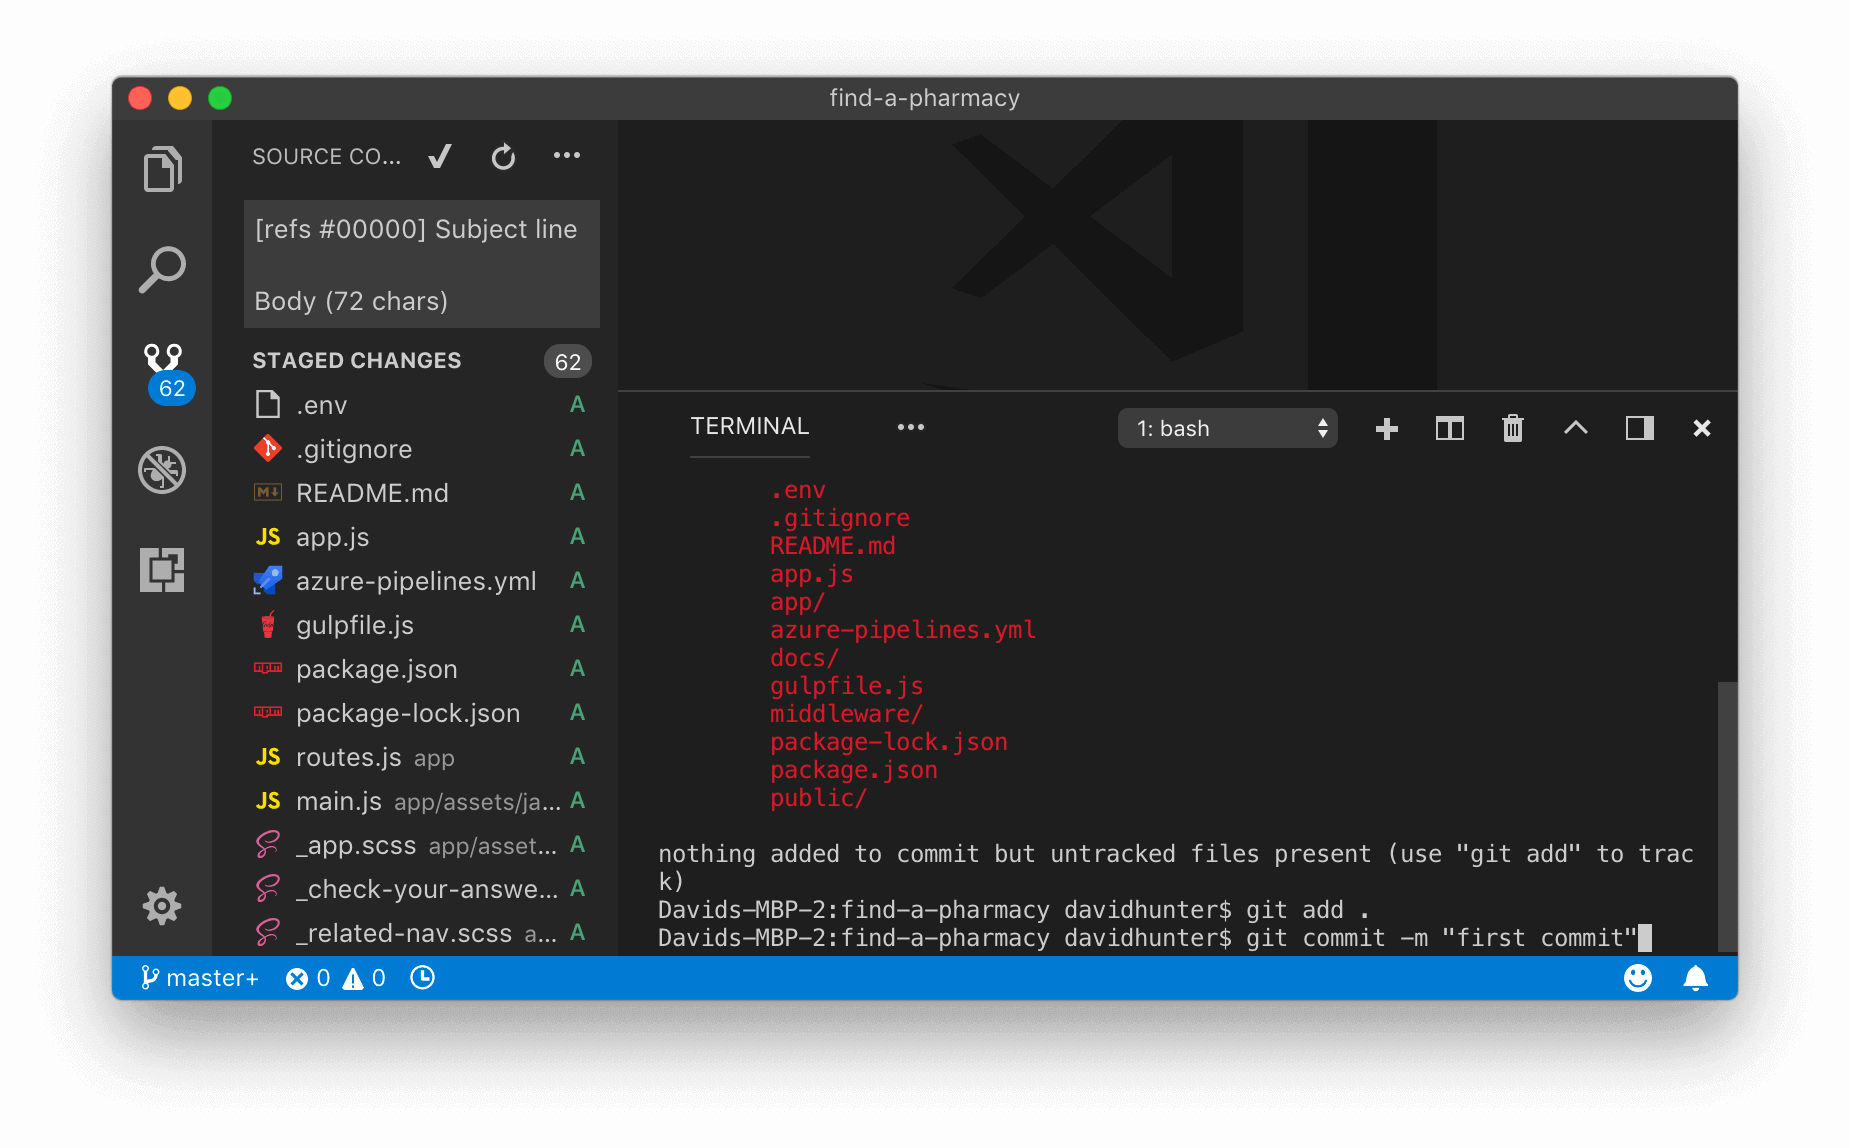 find-a-pharmacy
SOURCE CO...
[refs #00000] Subject line
Body (72 chars)
STAGED CHANGES 62
62
.env A
.gitignore A
README.md A
JS app.js A
azure-pipelines.yml A
gulpfile.js A
package.json A
package-lock.json A
JS routes.js app A
JS main.js app/assets/ja... A
_app.scss app/asset... A
_check-your-answe... A
_related-nav.scss a... A
TERMINAL
1: bash
.env
.gitignore
README.md
app.js
app/
azure-pipelines.yml
docs/
gulpfile.js
middleware/
package-lock.json
package.json
public/
nothing added to commit but untracked files present (use "git add" to trac
k)
Davids-MBP-2:find-a-pharmacy davidhunter$ git add .
Davids-MBP-2:find-a-pharmacy davidhunter$ git commit -m "first commit"
master+ 0 0